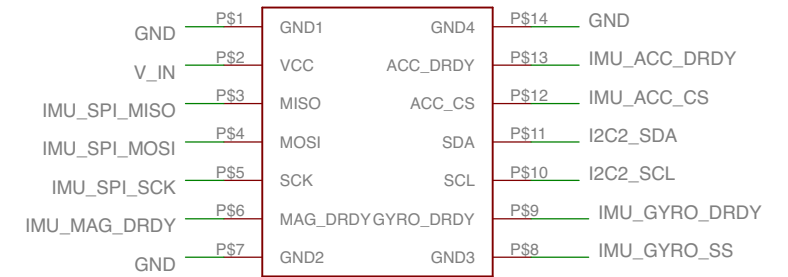 GND P$1 GND1 GND4 P$14 GND
V_IN P$2 VCC ACC_DRDY P$13 IMU_ACC_DRDY
IMU_SPI_MISO P$3 MISO ACC_CS P$12 IMU_ACC_CS
IMU_SPI_MOSI P$4 MOSI SDA P$11 I2C2_SDA
IMU_SPI_SCK P$5 SCK SCL P$10 I2C2_SCL
IMU_MAG_DRDY P$6 MAG_DRDY GYRO_DRDY P$9 IMU_GYRO_DRDY
GND P$7 GND2 GND3 P$8 IMU_GYRO_SS